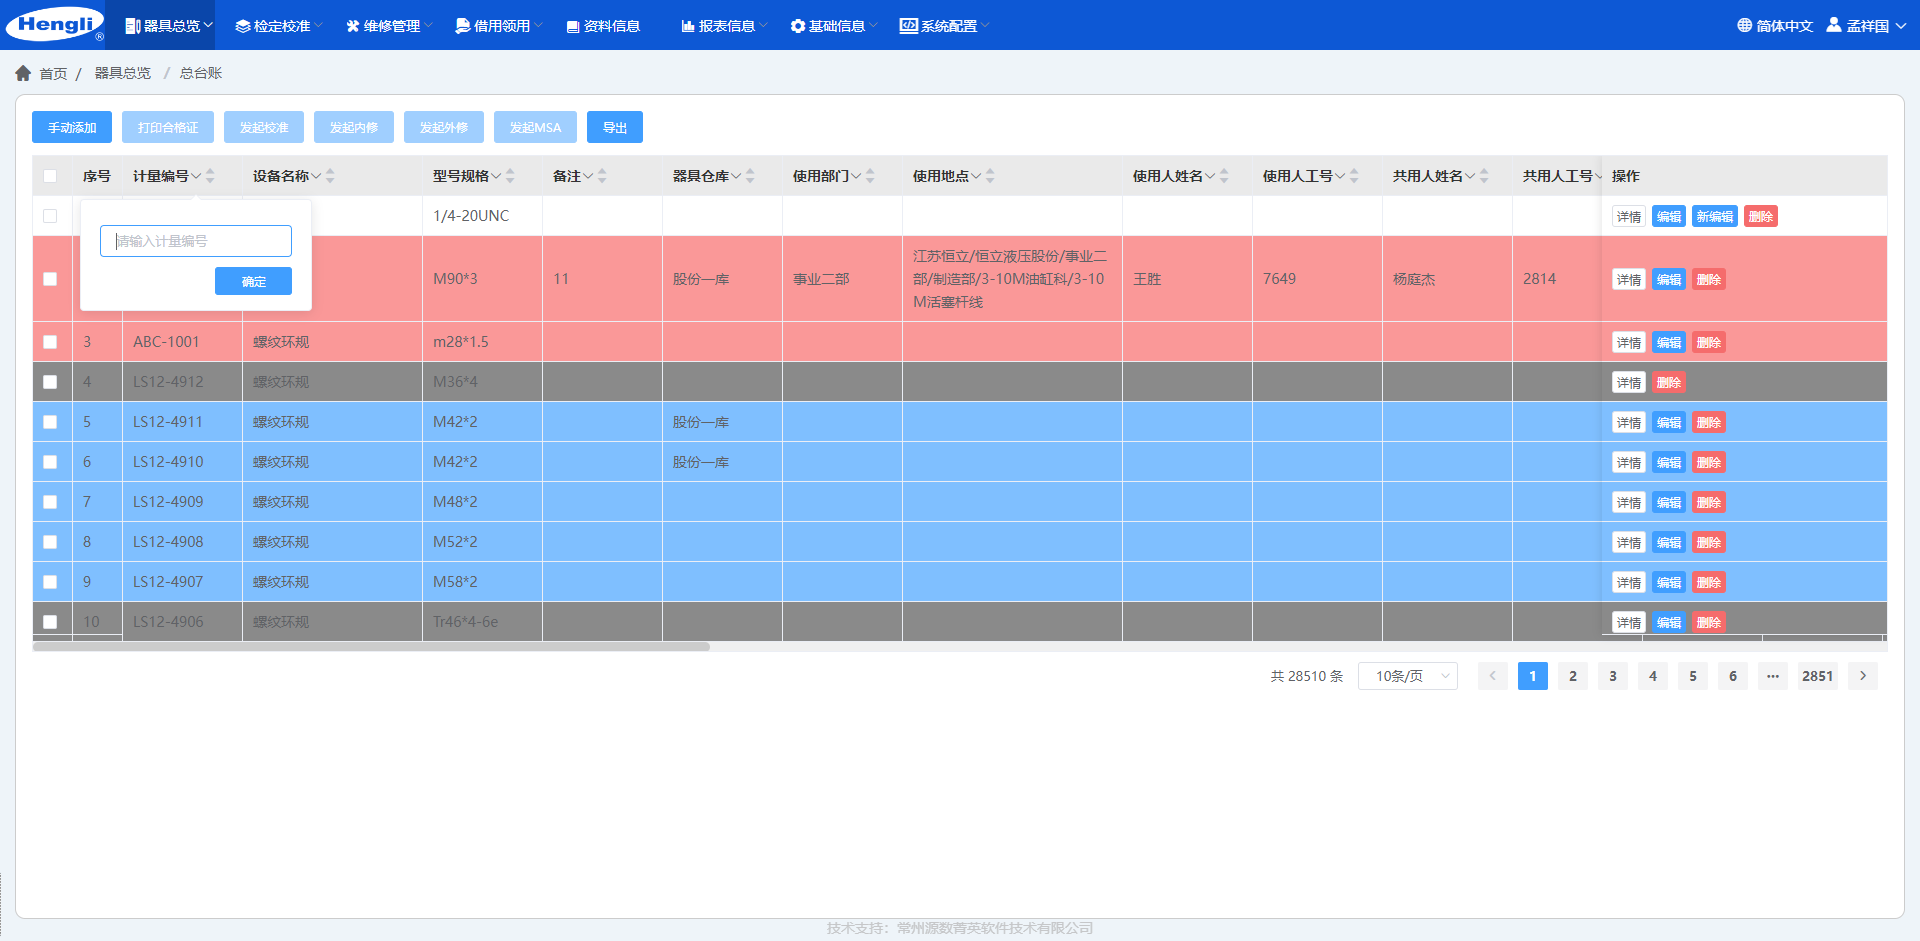 Hengli ®
器具总览 检定校准 维修管理 借用领用 资料信息 报表信息 基础信息 系统配置 简体中文 孟祥国
首页 / 器具总览 / 总台账
手动添加 打印合格证 发起校准 发起内修 发起外修 发起MSA 导出
序号 计量编号 设备名称 型号规格 备注 器具仓库 使用部门 使用地点 使用人姓名 使用人工号 共用人姓名 共用人工号 操作
1/4-20UNC 详情 编辑 新编辑 删除
请输入计量编号
确定
M90*3 11 股份一库 事业二部 江苏恒立/恒立液压股份/事业二部/制造部/3-10M油缸科/3-10M活塞杆线 王胜 7649 杨庭杰 2814 详情 编辑 删除
3 ABC-1001 螺纹环规 m28*1.5 详情 编辑 删除
4 LS12-4912 螺纹环规 M36*4 详情 删除
5 LS12-4911 螺纹环规 M42*2 股份一库 详情 编辑 删除
6 LS12-4910 螺纹环规 M42*2 股份一库 详情 编辑 删除
7 LS12-4909 螺纹环规 M48*2 详情 编辑 删除
8 LS12-4908 螺纹环规 M52*2 详情 编辑 删除
9 LS12-4907 螺纹环规 M58*2 详情 编辑 删除
10 LS12-4906 螺纹环规 Tr46*4-6e 详情 编辑 删除
共 28510 条 10条/页 1 2 3 4 5 6 ··· 2851
技术支持：常州源数菁英软件技术有限公司